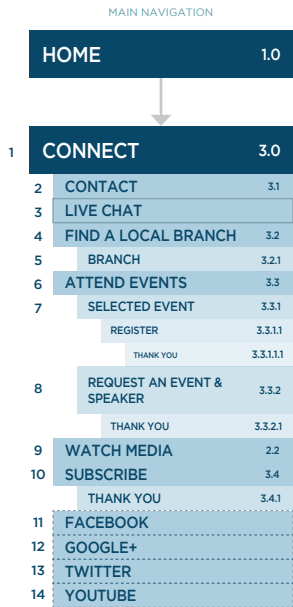 MAIN NAVIGATION
HOME 1.0
1 CONNECT 3.0
2 CONTACT 3.1
3 LIVE CHAT
4 FIND A LOCAL BRANCH 3.2
5 BRANCH 3.2.1
6 ATTEND EVENTS 3.3
7 SELECTED EVENT 3.3.1
REGISTER 3.3.1.1
THANK YOU 3.3.1.1.1
8 REQUEST AN EVENT & 3.3.2
SPEAKER
THANK YOU 3.3.2.1
9 WATCH MEDIA 2.2
10 SUBSCRIBE 3.4
THANK YOU 3.4.1
11 FACEBOOK
12 GOOGLE+
13 TWITTER
14 YOUTUBE